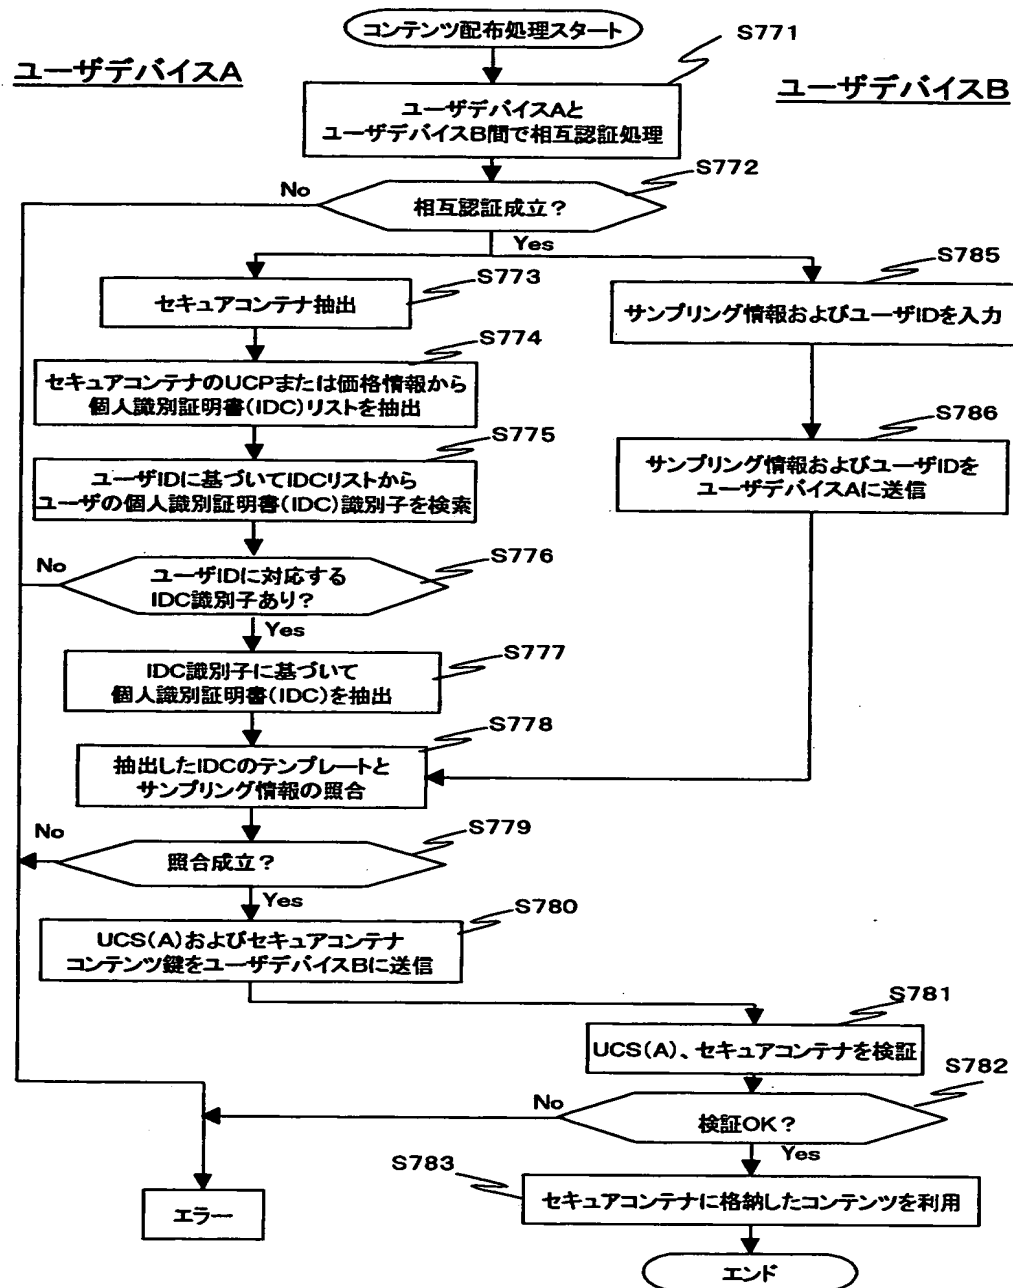 コンテンツ配布処理スタート
S771
ユーザデバイスA
ユーザデバイスB
ユーザデバイスAと
ユーザデバイスB間で相互認証処理
S772
No
相互認証成立？
Yes
S773
S785
セキュアコンテナ抽出
サンプリング情報およびユーザIDを入力
S774
セキュアコンテナのUCPまたは価格情報から
個人識別証明書(IDC)リストを抽出
S786
S775
サンプリング情報およびユーザIDを
ユーザデバイスAに送信
ユーザIDに基づいてIDCリストから
ユーザの個人識別証明書(IDC)識別子を検索
S776
No
ユーザIDに対応する
IDC識別子あり？
Yes
S777
IDC識別子に基づいて
個人識別証明書(IDC)を抽出
S778
抽出したIDCのテンプレートと
サンプリング情報の照合
S779
No
照合成立？
Yes
S780
UCS(A)およびセキュアコンテナ
コンテンツ鍵をユーザデバイスBに送信
S781
UCS(A)、セキュアコンテナを検証
S782
No
検証OK？
Yes
S783
セキュアコンテナに格納したコンテンツを利用
エラー
エンド